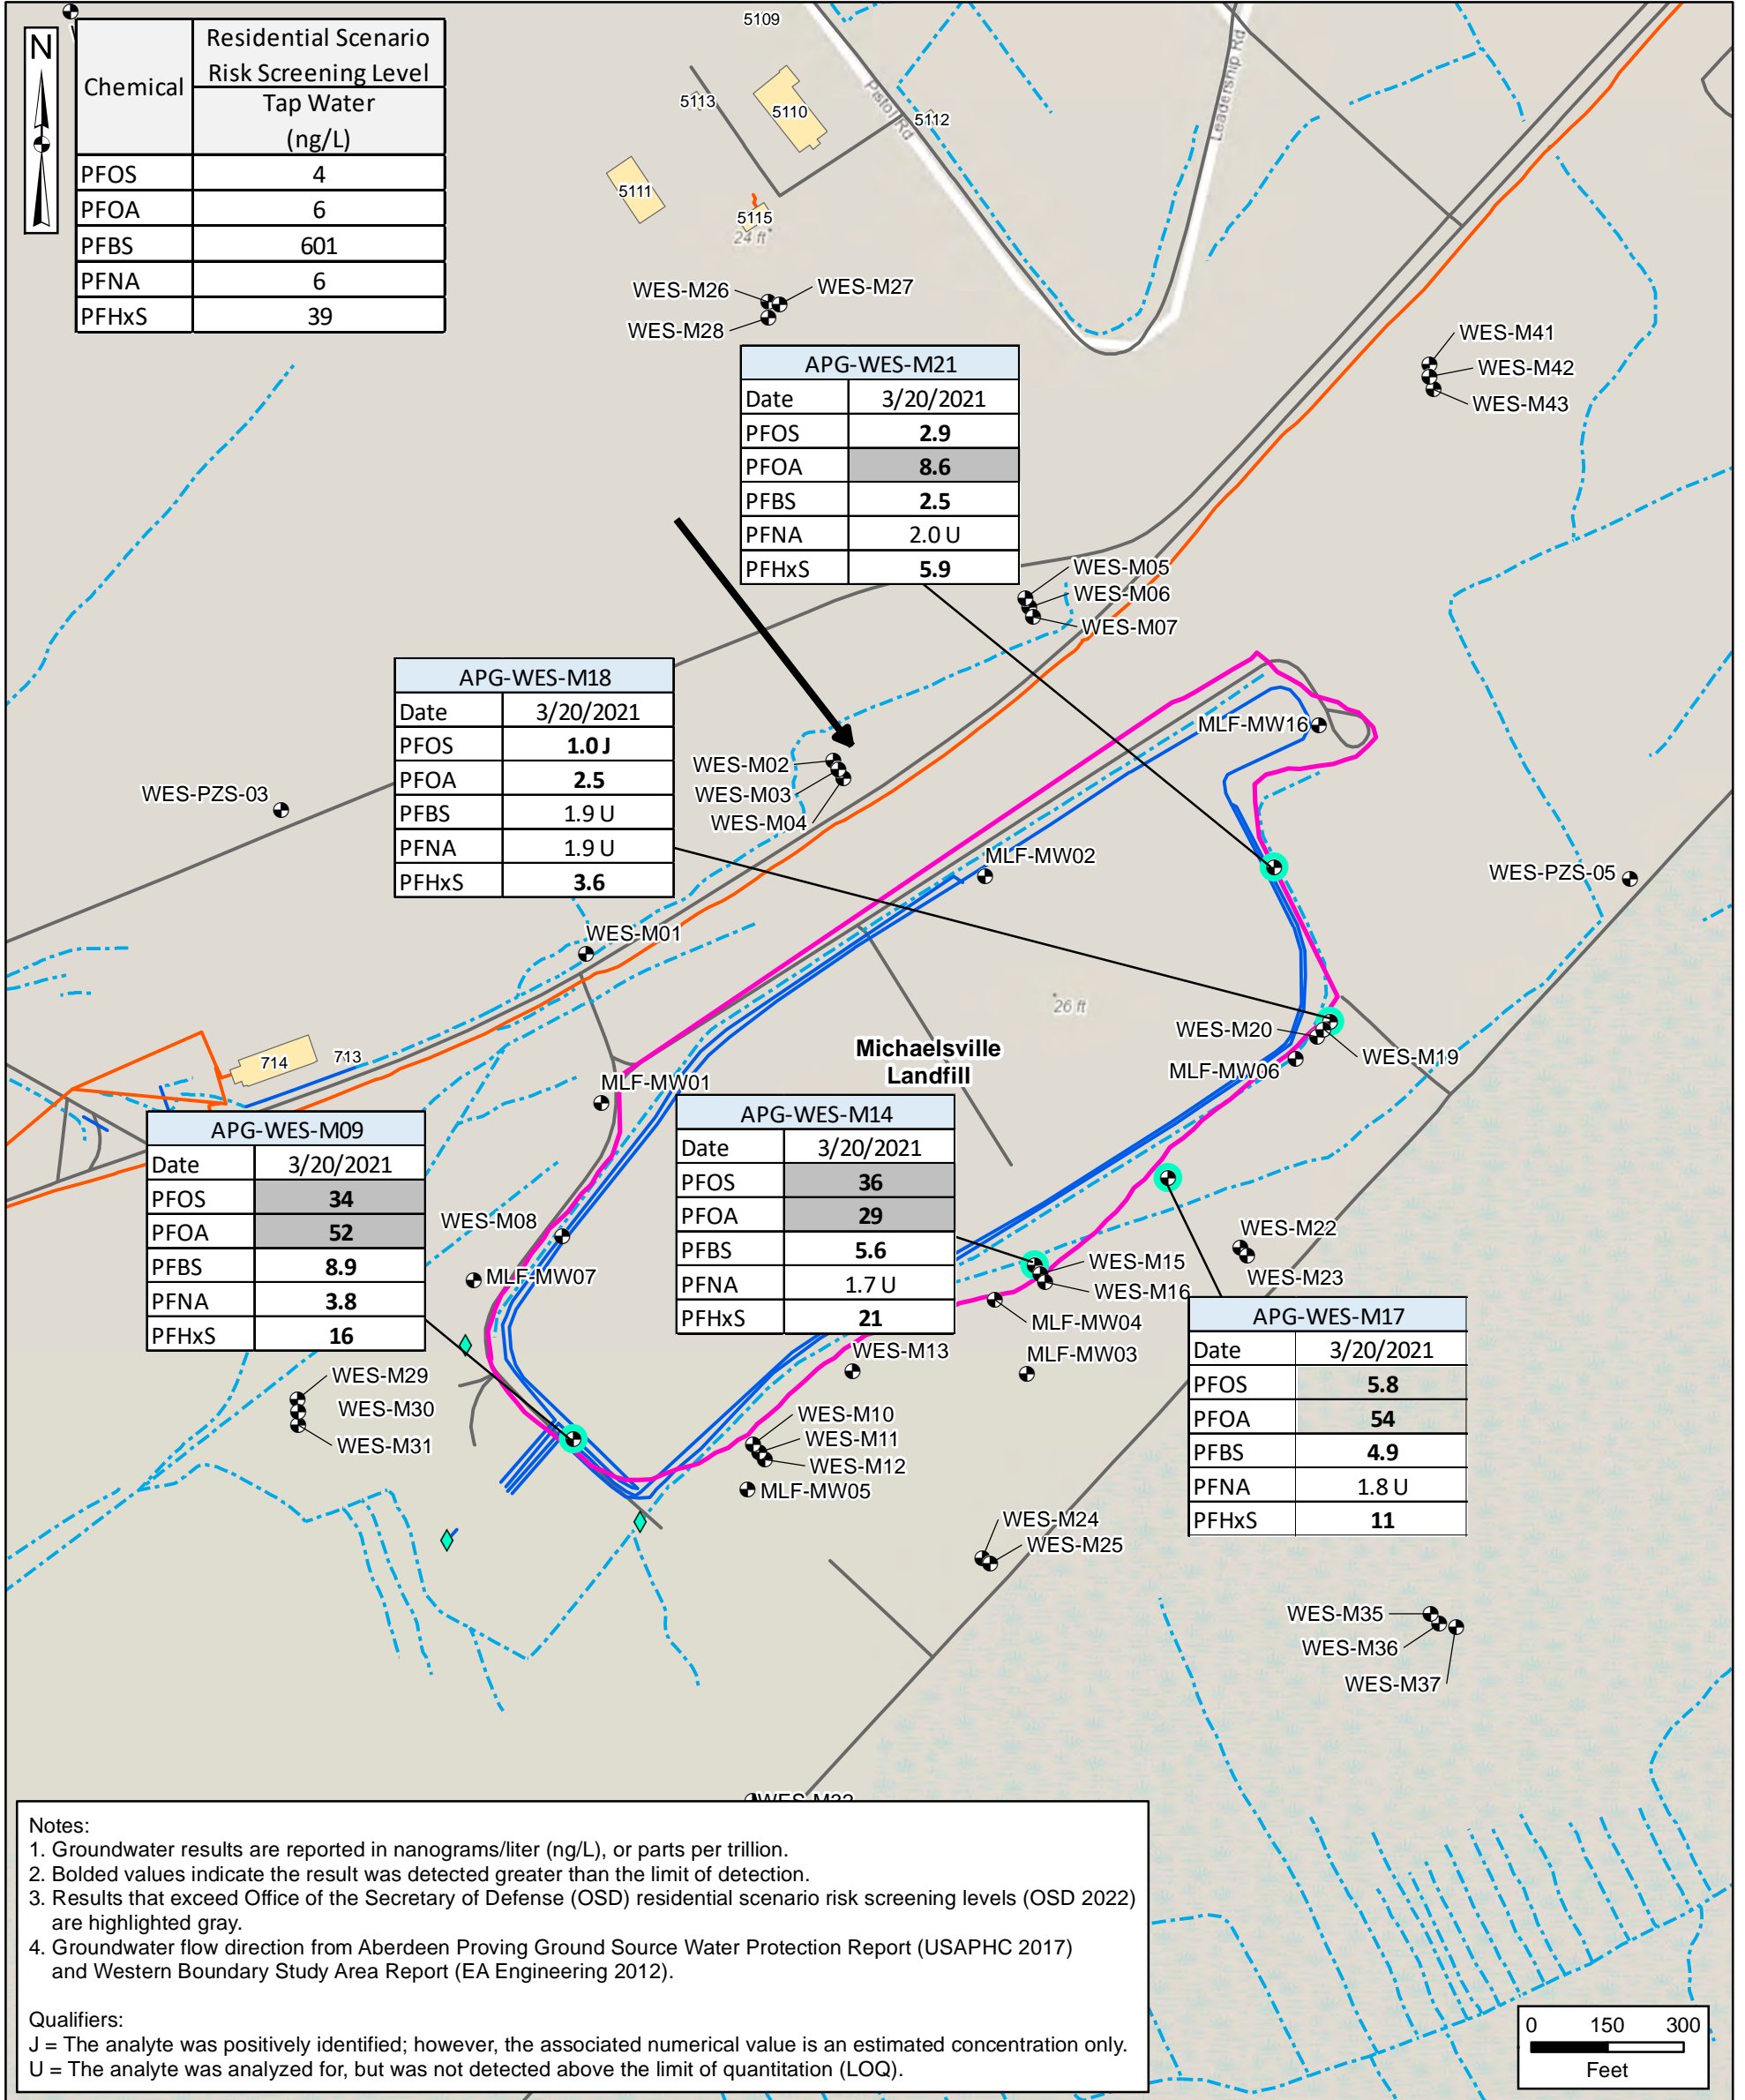 N
Chemical
Residential Scenario
Risk Screening Level
Tap Water
(ng/L)
PFOS 4
PFOA 6
PFBS 601
PFNA 6
PFHxS 39
5109
5113
5110
5112
5111
5115
24 ft
Pistol Rd
Leadership Rd
WES-M26
WES-M27
WES-M28
WES-M41
WES-M42
WES-M43
APG-WES-M21
Date 3/20/2021
PFOS 2.9
PFOA 8.6
PFBS 2.5
PFNA 2.0 U
PFHxS 5.9
WES-M05
WES-M06
WES-M07
APG-WES-M18
Date 3/20/2021
PFOS 1.0 J
PFOA 2.5
PFBS 1.9 U
PFNA 1.9 U
PFHxS 3.6
MLF-MW16
WES-M02
WES-M03
WES-M04
WES-PZS-03
MLF-MW02
WES-PZS-05
WES-M01
26 ft
WES-M20
WES-M19
MLF-MW06
Michaelsville
Landfill
714
713
MLF-MW01
APG-WES-M09
Date 3/20/2021
PFOS 34
PFOA 52
PFBS 8.9
PFNA 3.8
PFHxS 16
APG-WES-M14
Date 3/20/2021
PFOS 36
PFOA 29
PFBS 5.6
PFNA 1.7 U
PFHxS 21
WES-M08
MLF-MW07
WES-M22
WES-M23
WES-M15
WES-M16
MLF-MW04
MLF-MW03
WES-M13
APG-WES-M17
Date 3/20/2021
PFOS 5.8
PFOA 54
PFBS 4.9
PFNA 1.8 U
PFHxS 11
WES-M29
WES-M30
WES-M31
WES-M10
WES-M11
WES-M12
MLF-MW05
WES-M24
WES-M25
WES-M35
WES-M36
WES-M37
WES-M32
Notes:
1. Groundwater results are reported in nanograms/liter (ng/L), or parts per trillion.
2. Bolded values indicate the result was detected greater than the limit of detection.
3. Results that exceed Office of the Secretary of Defense (OSD) residential scenario risk screening levels (OSD 2022)
are highlighted gray.
4. Groundwater flow direction from Aberdeen Proving Ground Source Water Protection Report (USAPHC 2017)
and Western Boundary Study Area Report (EA Engineering 2012).
Qualifiers:
J = The analyte was positively identified; however, the associated numerical value is an estimated concentration only.
U = The analyte was analyzed for, but was not detected above the limit of quantitation (LOQ).
0 150 300
Feet